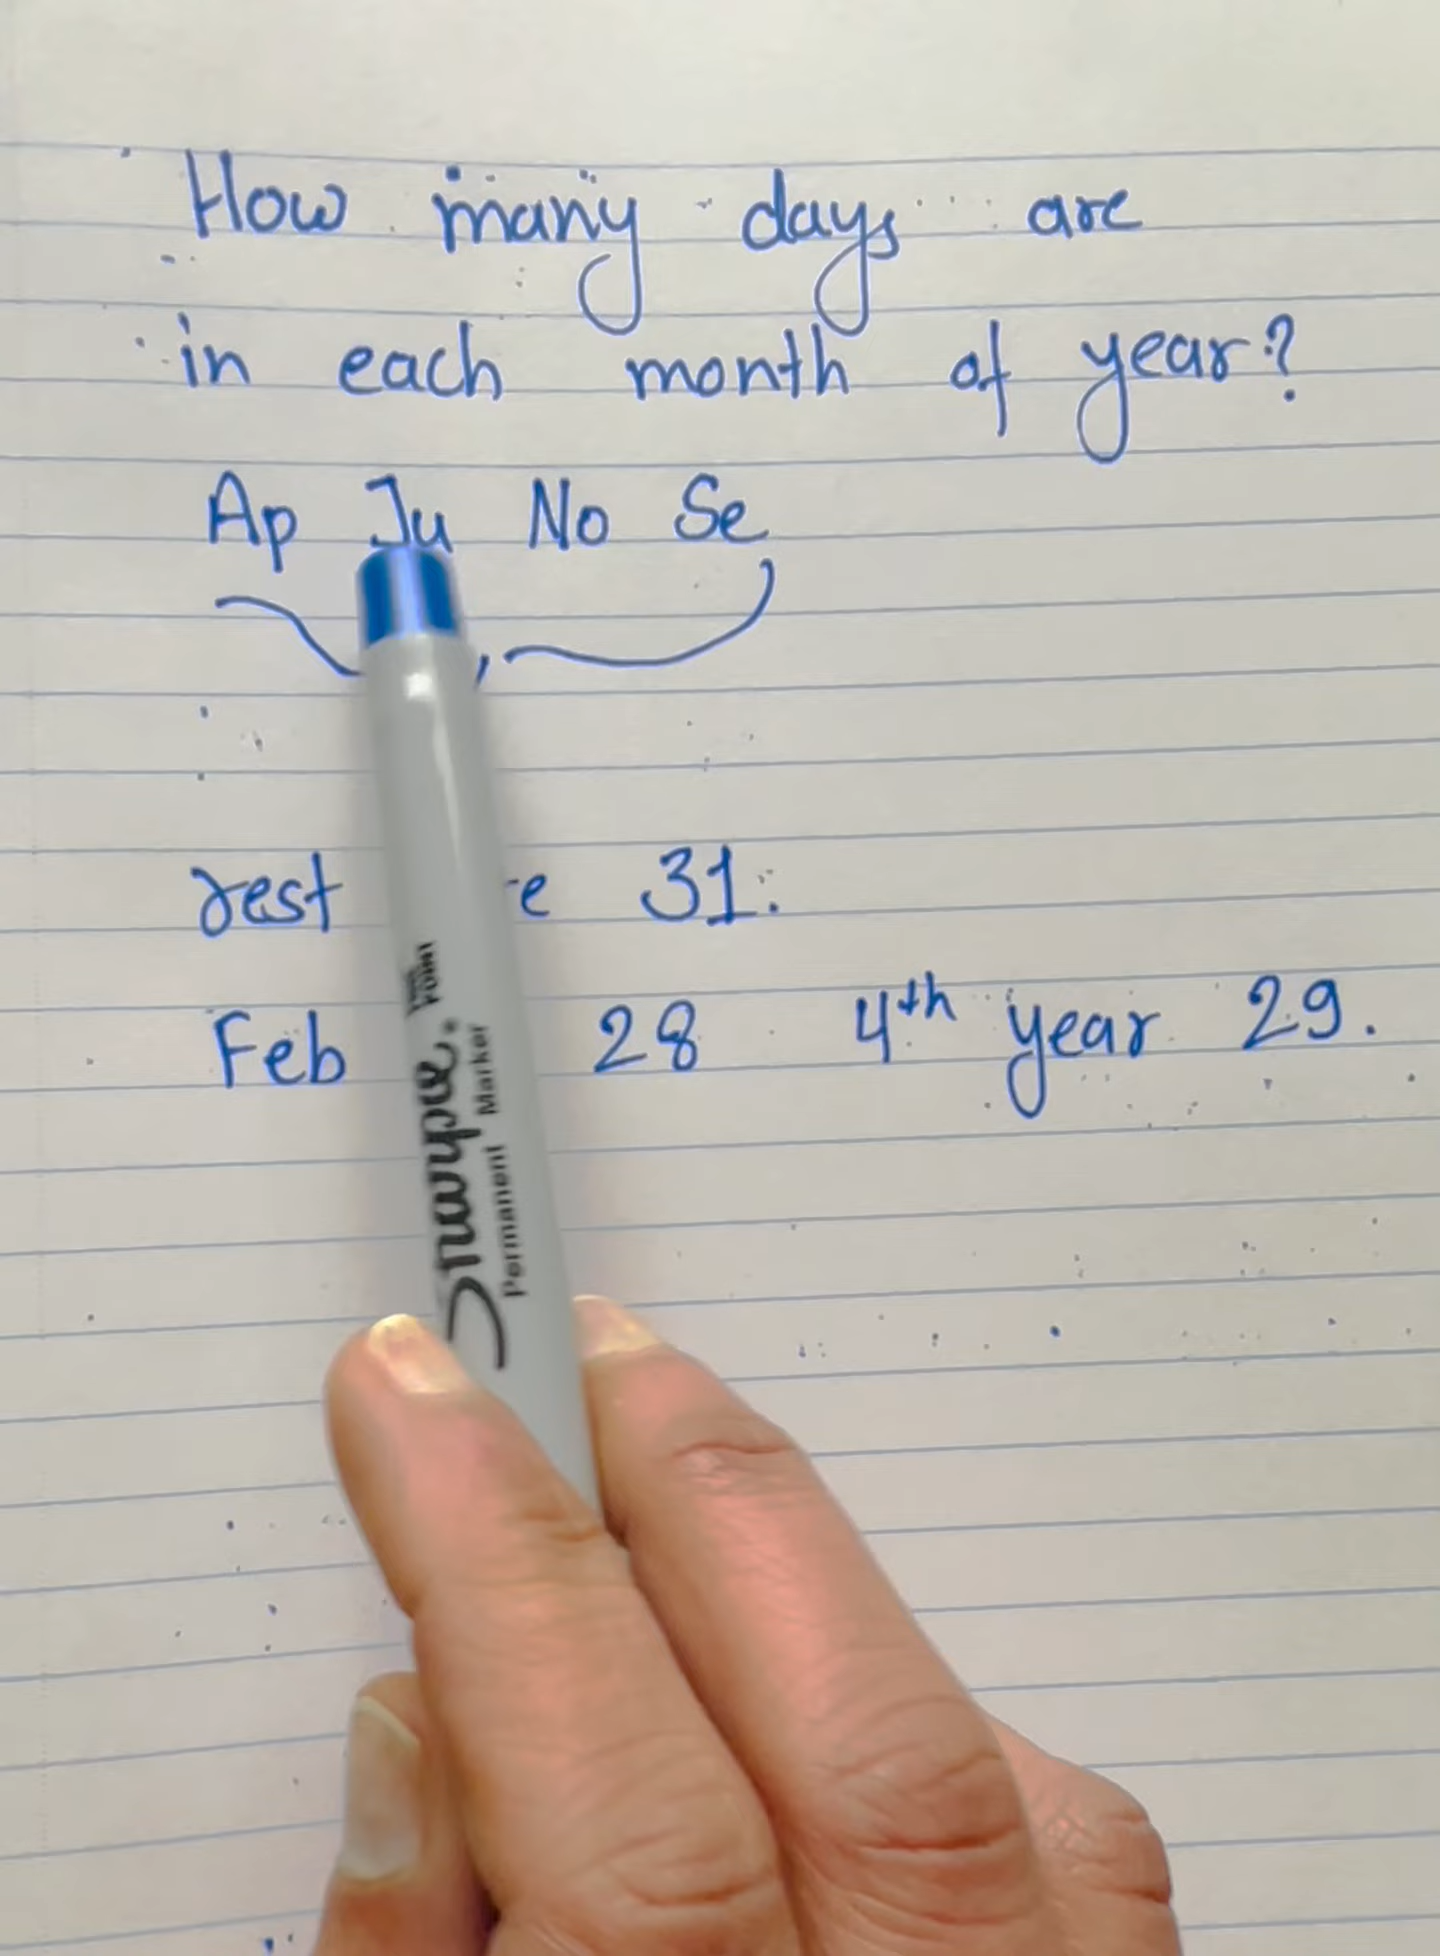 How many days are
in each month of year?
Ap Ju No Se
rest 31.
Feb 28 4th year 29.
Sharpie
Permanent Marker
POINT